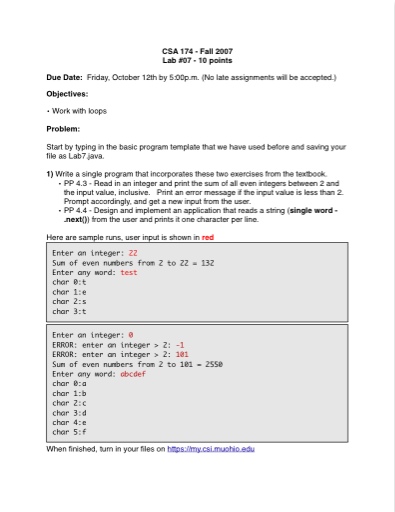 CSA 174 - Fall 2007
Lab #07 - 10 points
Due Date: Friday, October 12th by 5:00p.m. (No late assignments will be accepted.)
Objectives:
• Work with loops
Problem:
Start by typing in the basic program template that we have used before and saving your
file as Lab7.java.
1) Write a single program that incorporates these two exercises from the textbook.
• PP 4.3 - Read in an integer and print the sum of all even integers between 2 and
the input value, inclusive. Print an error message if the input value is less than 2.
Prompt accordingly, and get a new input from the user.
• PP 4.4 - Design and implement an application that reads a string (single word -
.next()) from the user and prints it one character per line.
Here are sample runs, user input is shown in red
Enter an integer: 22
Sum of even numbers from 2 to 22 = 132
Enter any word: test
char 0:t
char 1:e
char 2:s
char 3:t
Enter an integer: 0
ERROR: enter an integer > 2: -1
ERROR: enter an integer > 2: 101
Sum of even numbers from 2 to 101 = 2550
Enter any word: abcdef
char 0:a
char 1:b
char 2:c
char 3:d
char 4:e
char 5:f
When finished, turn in your files on https://my.csi.muohio.edu